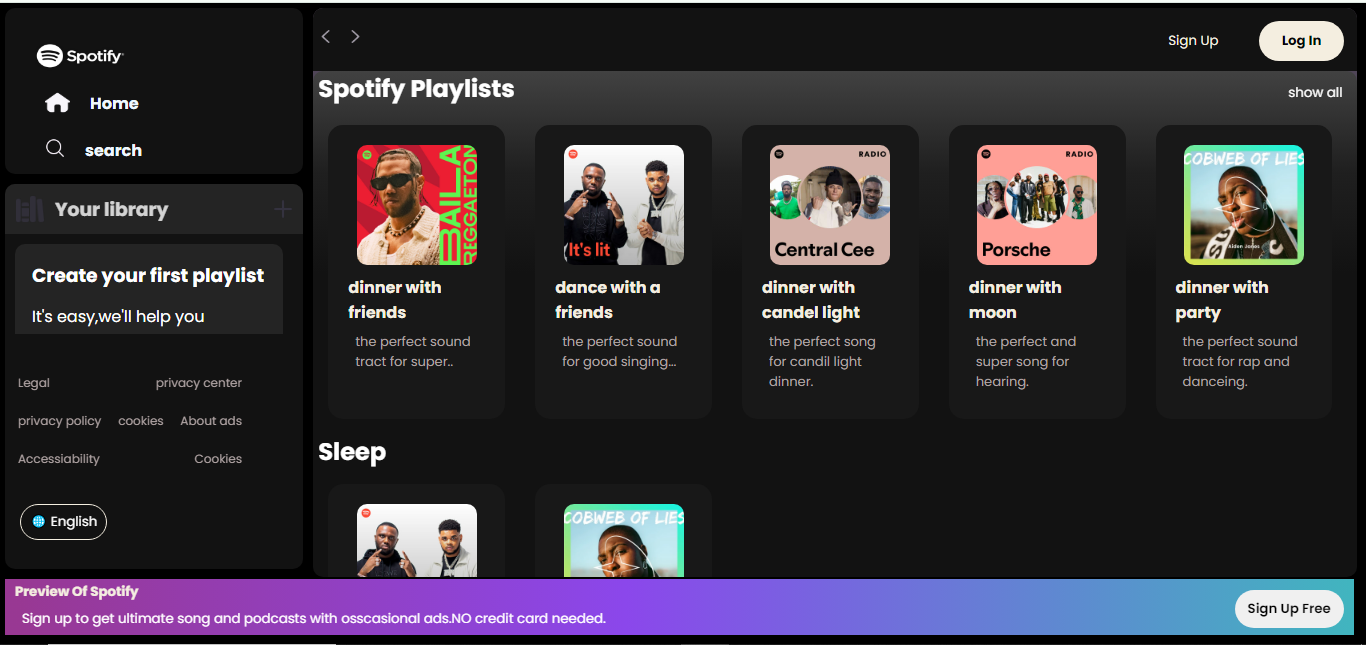 Spotify
Home
search
Your library
Create your first playlist
It's easy,we'll help you
Legal privacy center
privacy policy cookies About ads
Accessiability Cookies
English
Sign Up Log In
Spotify Playlists show all
BAILA
REGGAETON
dinner with
friends
the perfect sound
tract for super..
It's lit
dance with a
friends
the perfect sound
for good singing...
RADIO
Central Cee
dinner with
candel light
the perfect song
for candil light
dinner.
RADIO
Porsche
dinner with
moon
the perfect and
super song for
hearing.
COBWEB OF LIES
Aiden Jones
dinner with
party
the perfect sound
tract for rap and
danceing.
Sleep
COBWEB OF LIES
Preview Of Spotify
Sign up to get ultimate song and podcasts with osscasional ads.NO credit card needed.
Sign Up Free